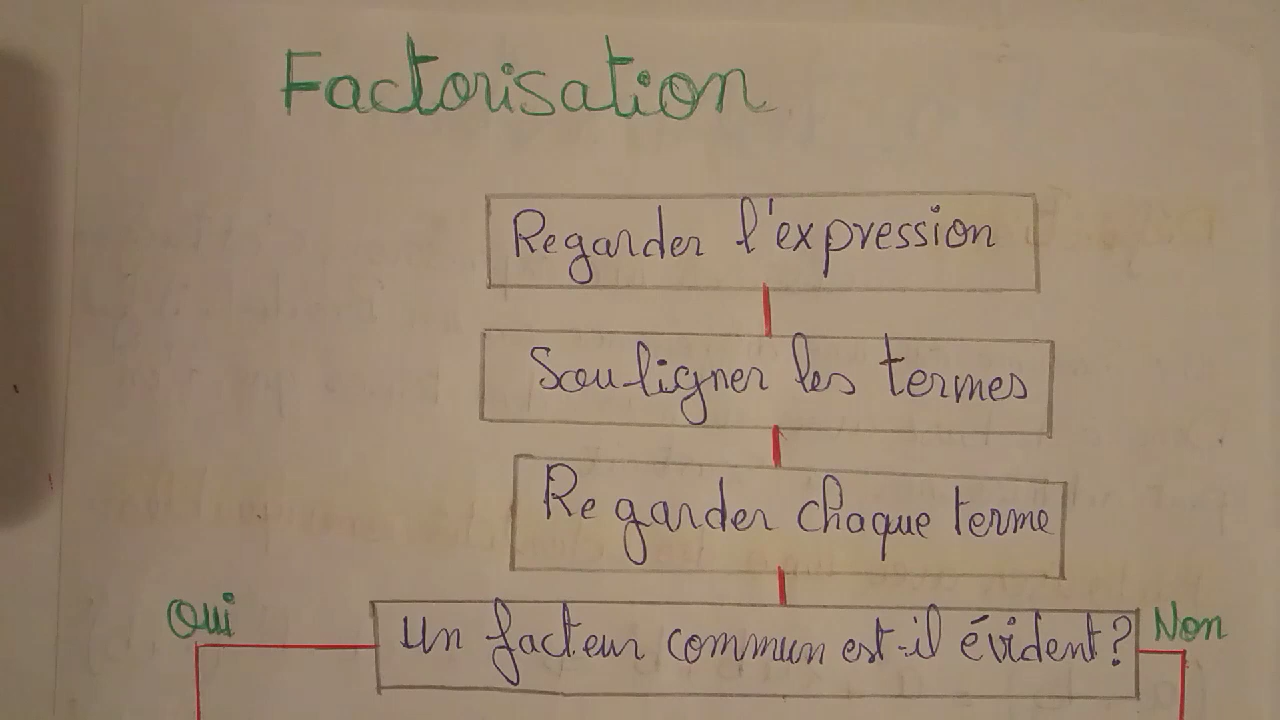 Factorisation
Regarder l'expression
Souligner les termes
Regarder chaque terme
Oui
un facteur commun est-il évident ?
Non